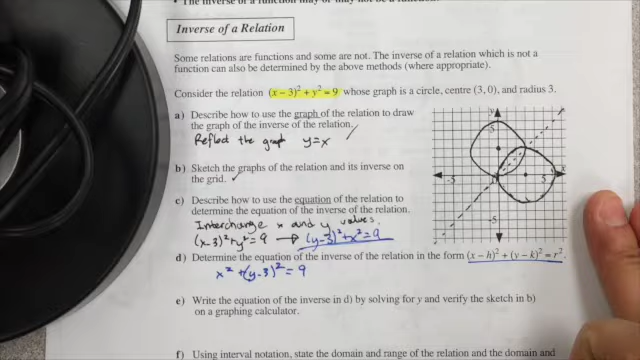 The inverse of a function may or may not be a function.
Inverse of a Relation
Some relations are functions and some are not. The inverse of a relation which is not a
function can also be determined by the above methods (where appropriate).
Consider the relation (x – 3)² + y² = 9 whose graph is a circle, centre (3, 0), and radius 3.
a) Describe how to use the graph of the relation to draw
the graph of the inverse of the relation.
Reflect the graph y=x
b) Sketch the graphs of the relation and its inverse on
the grid.
c) Describe how to use the equation of the relation to
determine the equation of the inverse of the relation.
Interchange x and y values.
(x-3)²+y²=9 → (y-3)²+x²=9
d) Determine the equation of the inverse of the relation in the form (x – h)² + (y – k)² = r².
x² + (y-3)² = 9
e) Write the equation of the inverse in d) by solving for y and verify the sketch in b)
on a graphing calculator.
f) Using interval notation, state the domain and range of the relation and the domain and
y
5
-5
5
x
-5